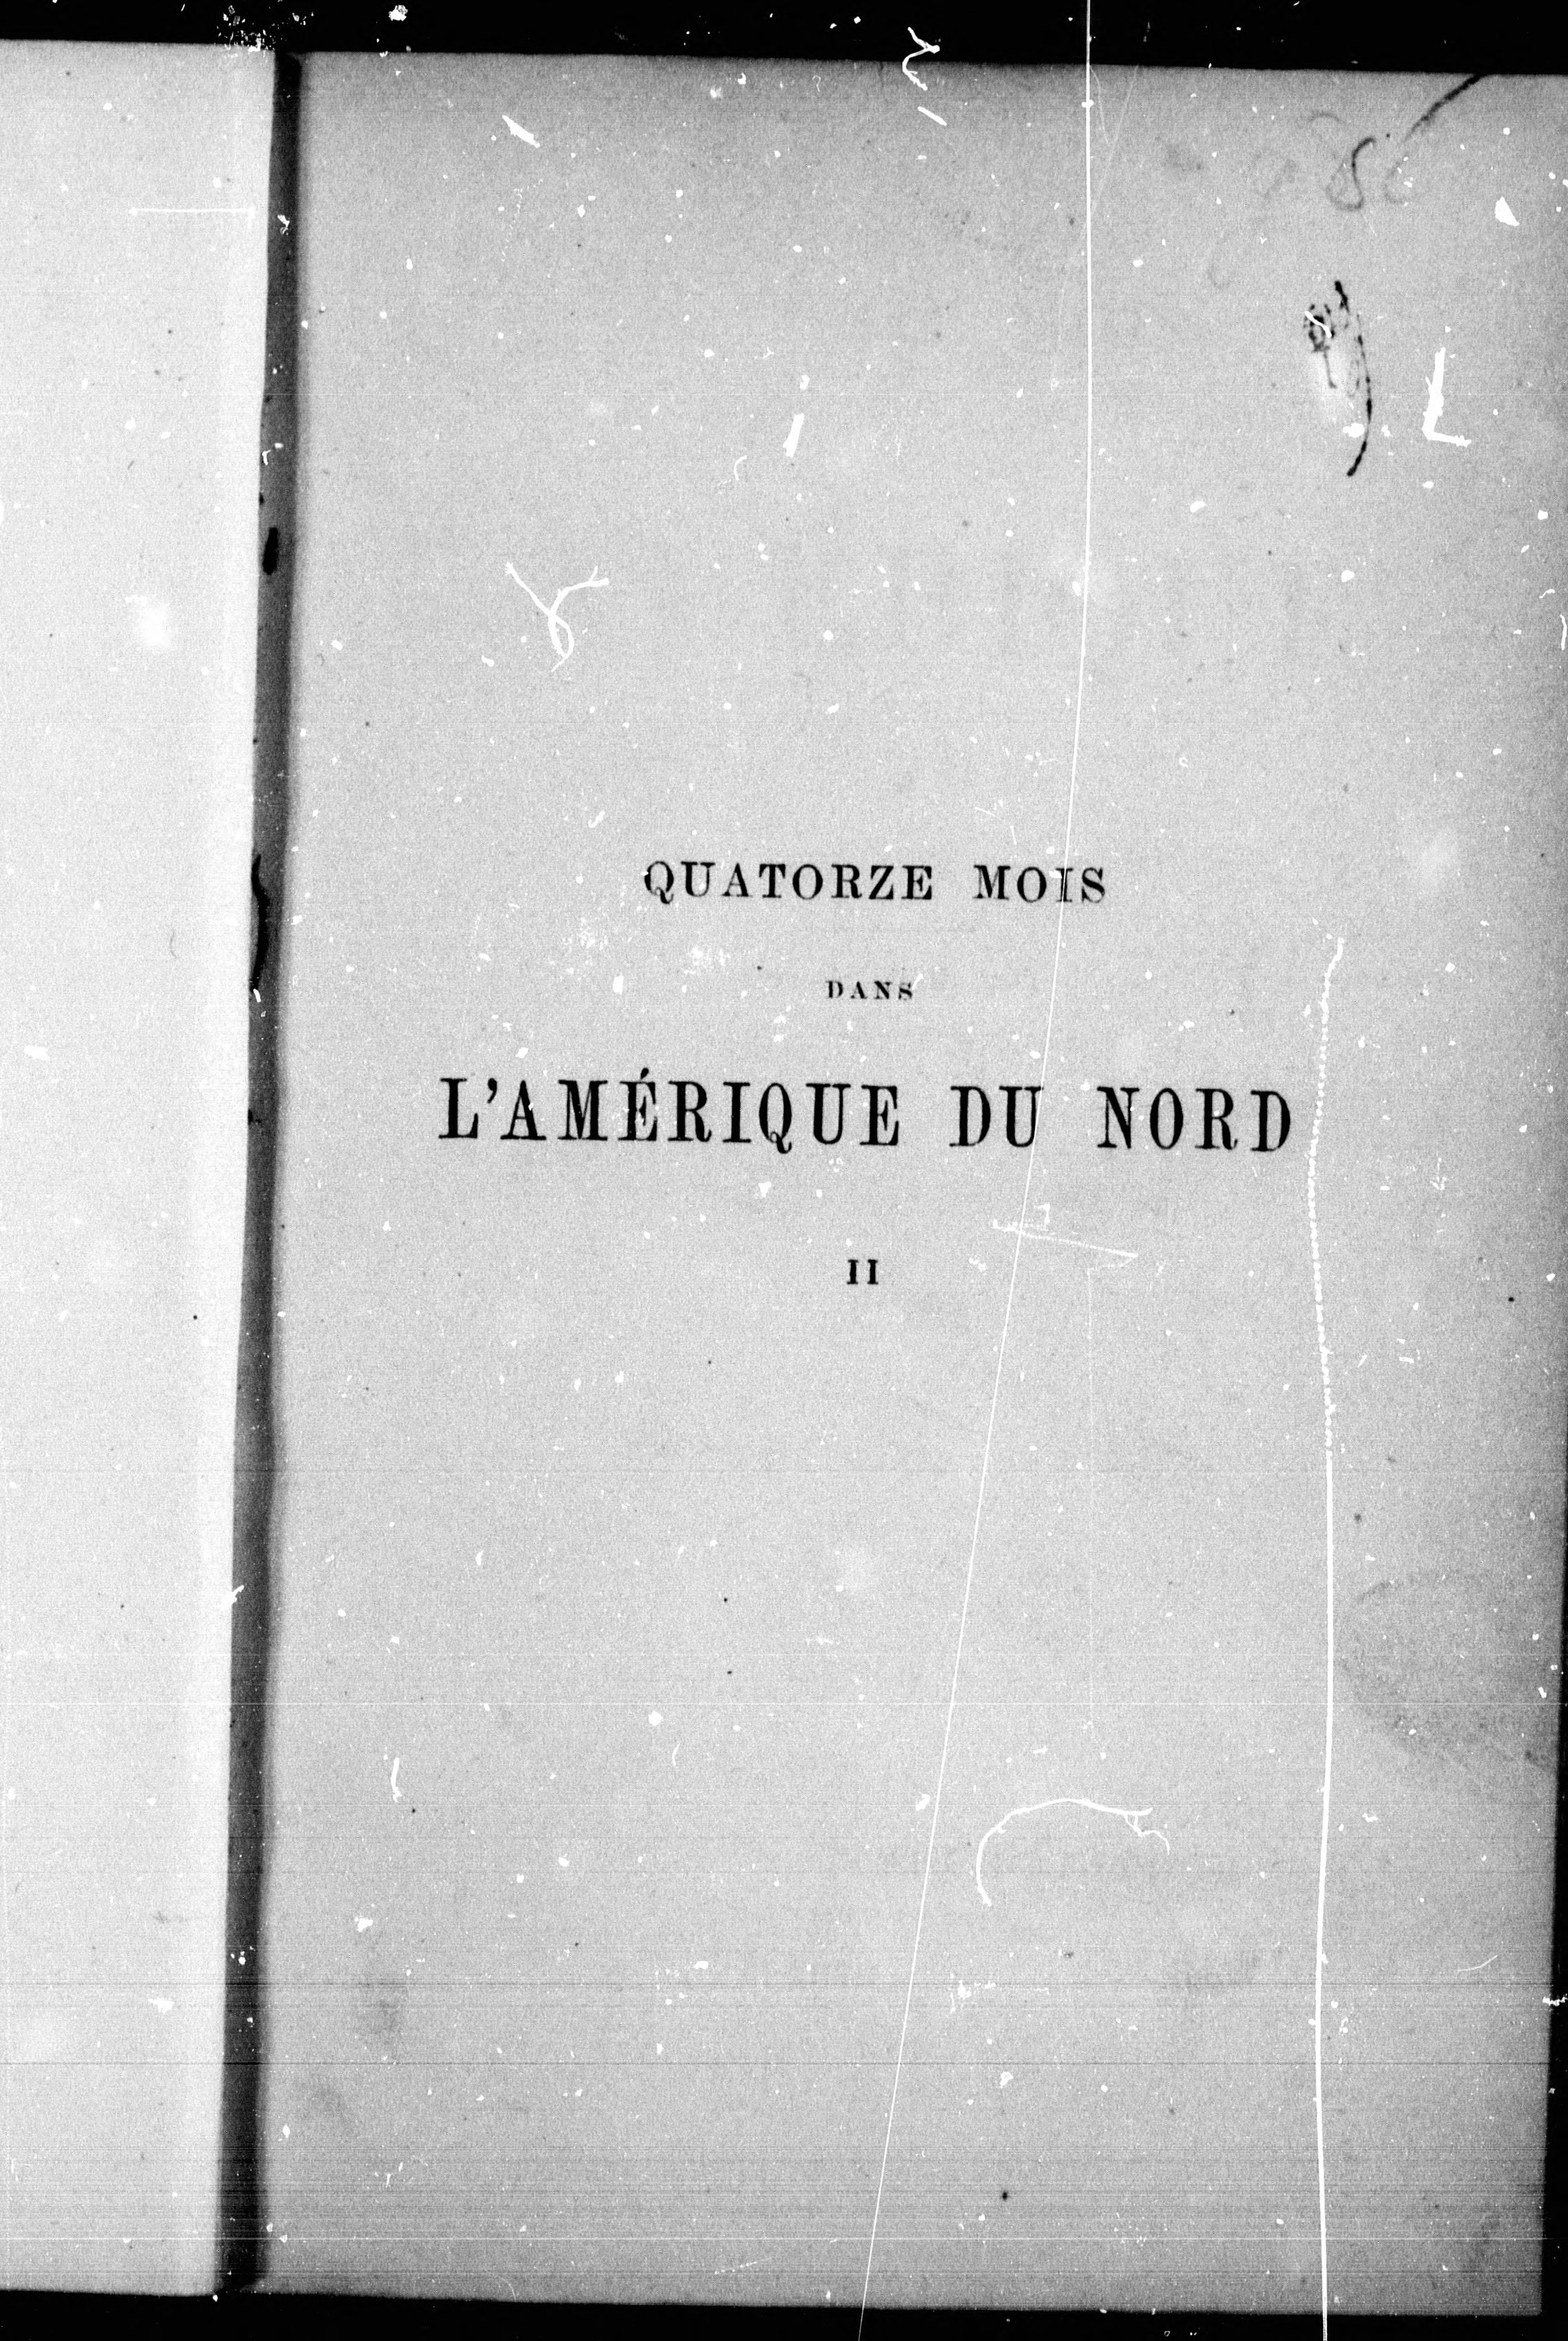 QUATORZE MOIS
DANS
L'AMÉRIQUE DU NORD
II